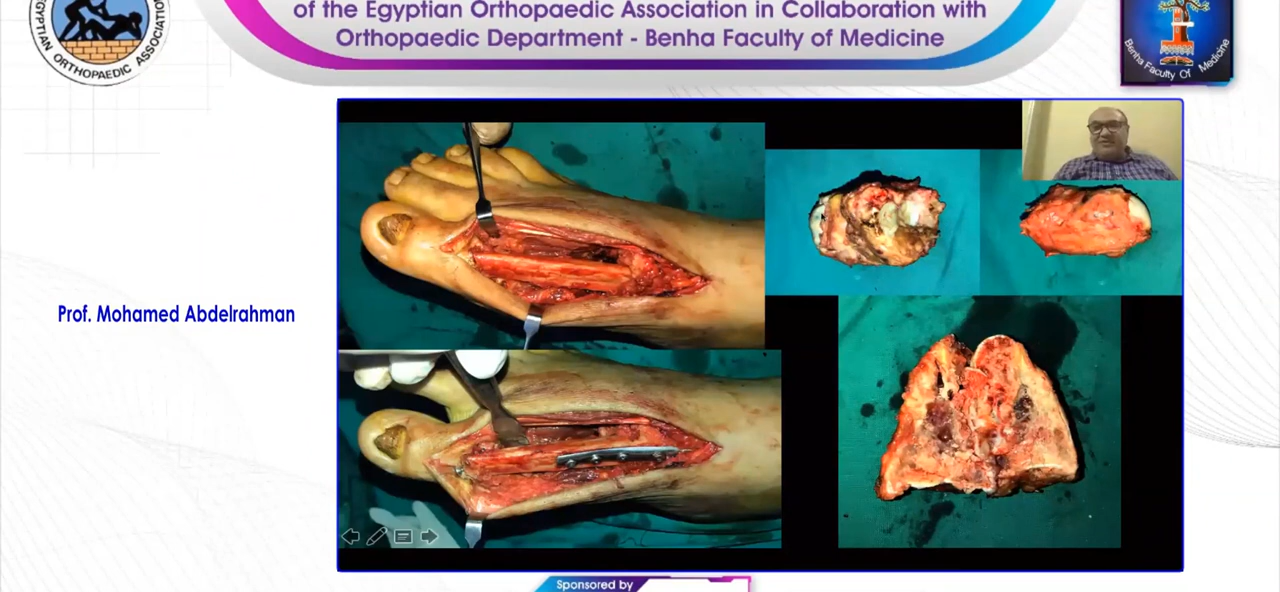 EGYPTIAN ORTHOPAEDIC ASSOCIATION
of the Egyptian Orthopaedic Association in Collaboration with
Orthopaedic Department - Benha Faculty of Medicine
Benha Faculty Of Medicine
Prof. Mohamed Abdelrahman
Sponsored by